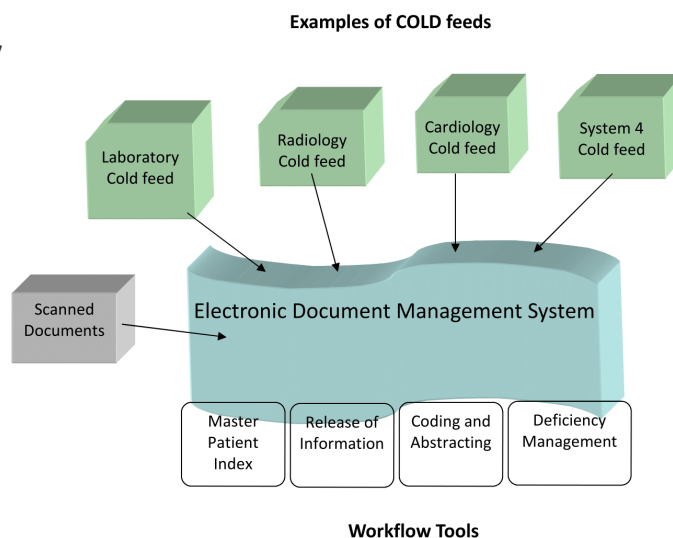 Examples of COLD feeds
Laboratory
Cold feed
Radiology
Cold feed
Cardiology
Cold feed
System 4
Cold feed
Scanned
Documents
Electronic Document Management System
Master
Patient
Index
Release of
Information
Coding and
Abstracting
Deficiency
Management
Workflow Tools